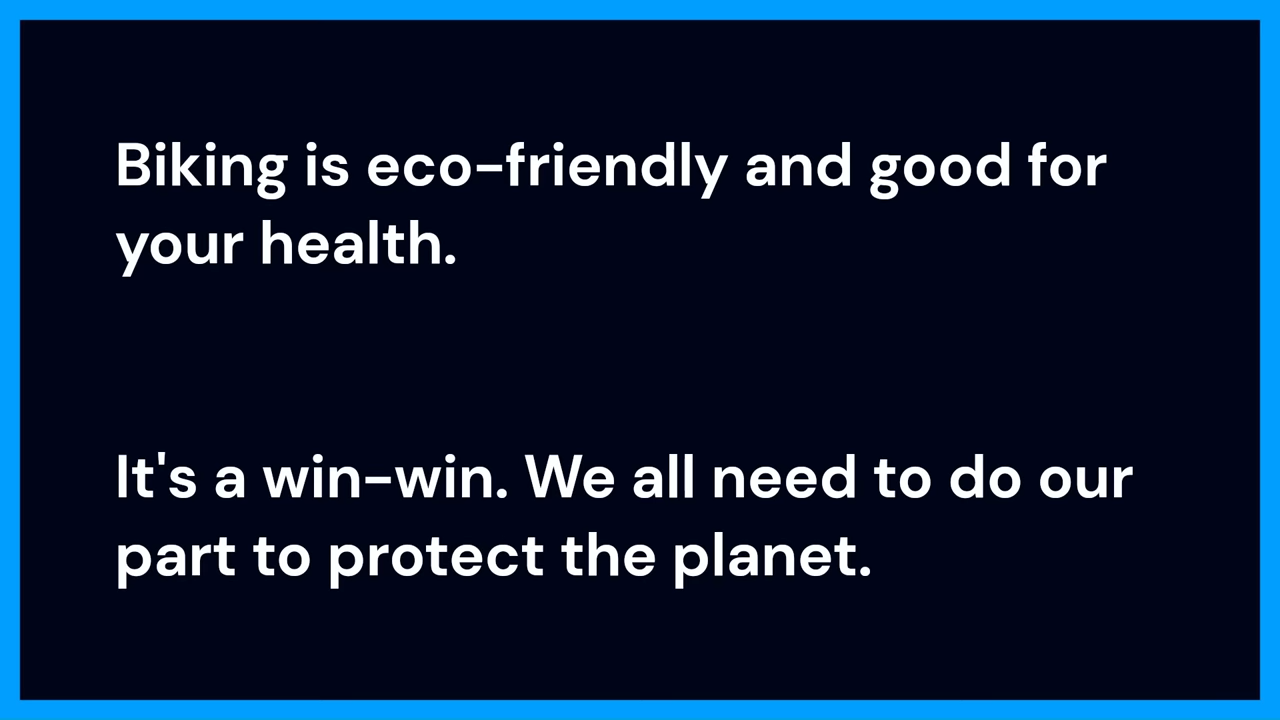 Biking is eco-friendly and good for
your health.
It's a win-win. We all need to do our
part to protect the planet.